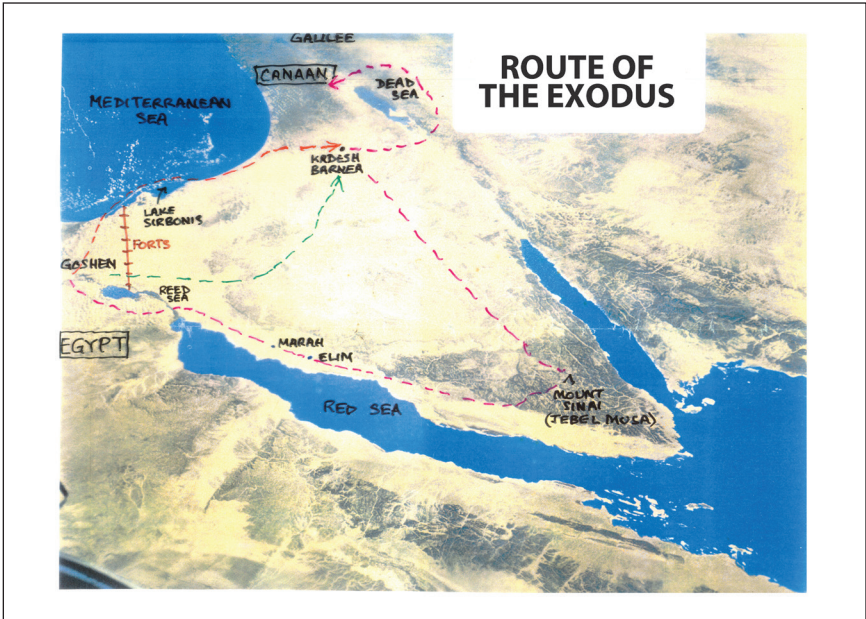 ROUTE OF
THE EXODUS
GALILEE
CANAAN
DEAD
SEA
MEDITERRANEAN
SEA
KADESH
BARNEA
LAKE
SIRBONIS
FORTS
GOSHEN
REED
SEA
EGYPT
MARAH
ELIM
RED SEA
MOUNT
SINAI
(JEBEL MUSA)